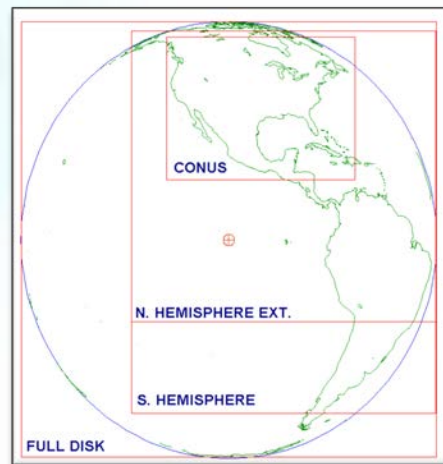 CONUS
N. HEMISPHERE EXT.
S. HEMISPHERE
FULL DISK